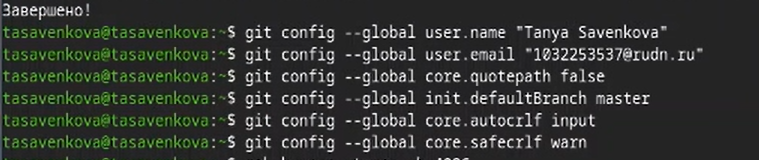 Завершено!
tasavenkova@tasavenkova:~$ git config --global user.name "Tanya Savenkova"
tasavenkova@tasavenkova:~$ git config --global user.email "1032253537@rudn.ru"
tasavenkova@tasavenkova:~$ git config --global core.quotepath false
tasavenkova@tasavenkova:~$ git config --global init.defaultBranch master
tasavenkova@tasavenkova:~$ git config --global core.autocrlf input
tasavenkova@tasavenkova:~$ git config --global core.safecrlf warn